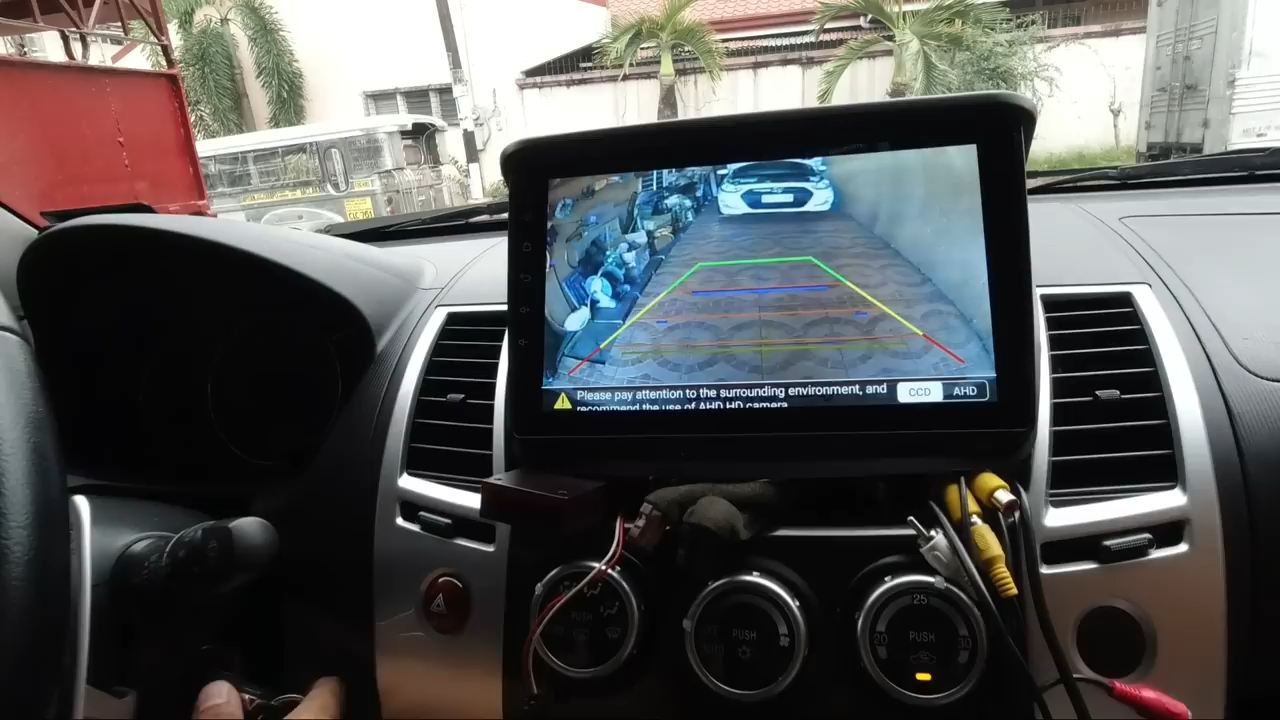 Please pay attention to the surrounding environment, and
recommend the use of AHD HD camera
CCD
AHD
PUSH
PUSH
25
20
PUSH
30